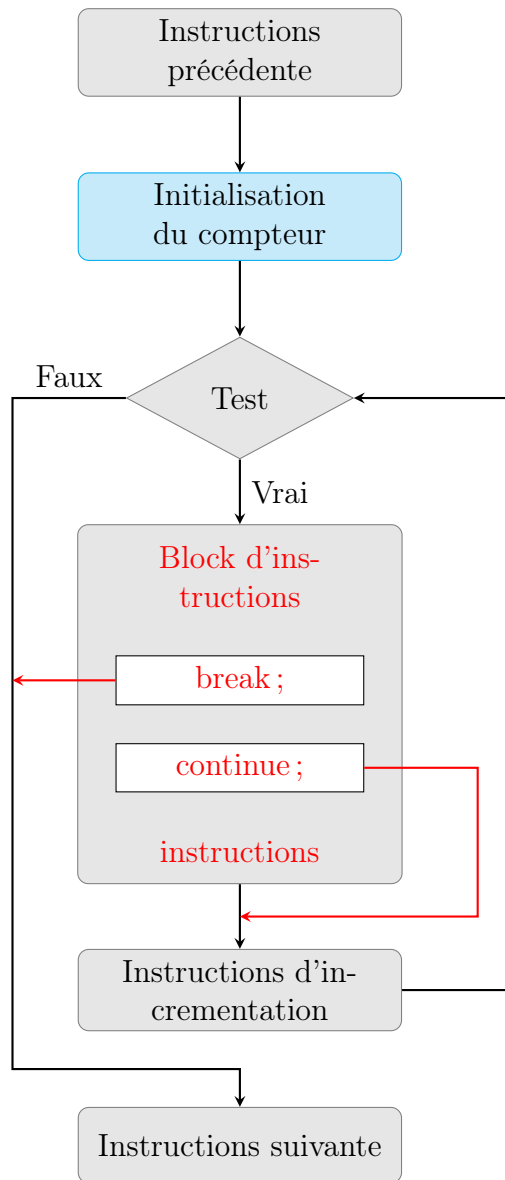 Instructions
précédente
Initialisation
du compteur
Faux
Test
Vrai
Block d'ins-
tructions
break ;
continue ;
instructions
Instructions d'in-
crementation
Instructions suivante